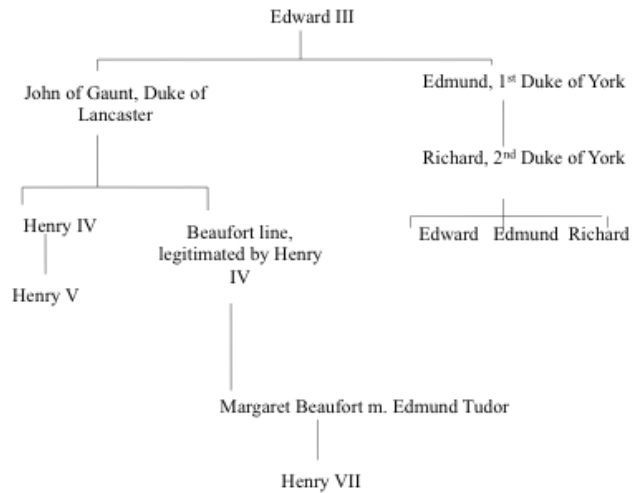 Edward III
John of Gaunt, Duke of
Lancaster
Edmund, 1st Duke of York
Richard, 2nd Duke of York
Henry IV
Beaufort line,
legitimated by Henry
IV
Edward Edmund Richard
Henry V
Margaret Beaufort m. Edmund Tudor
Henry VII